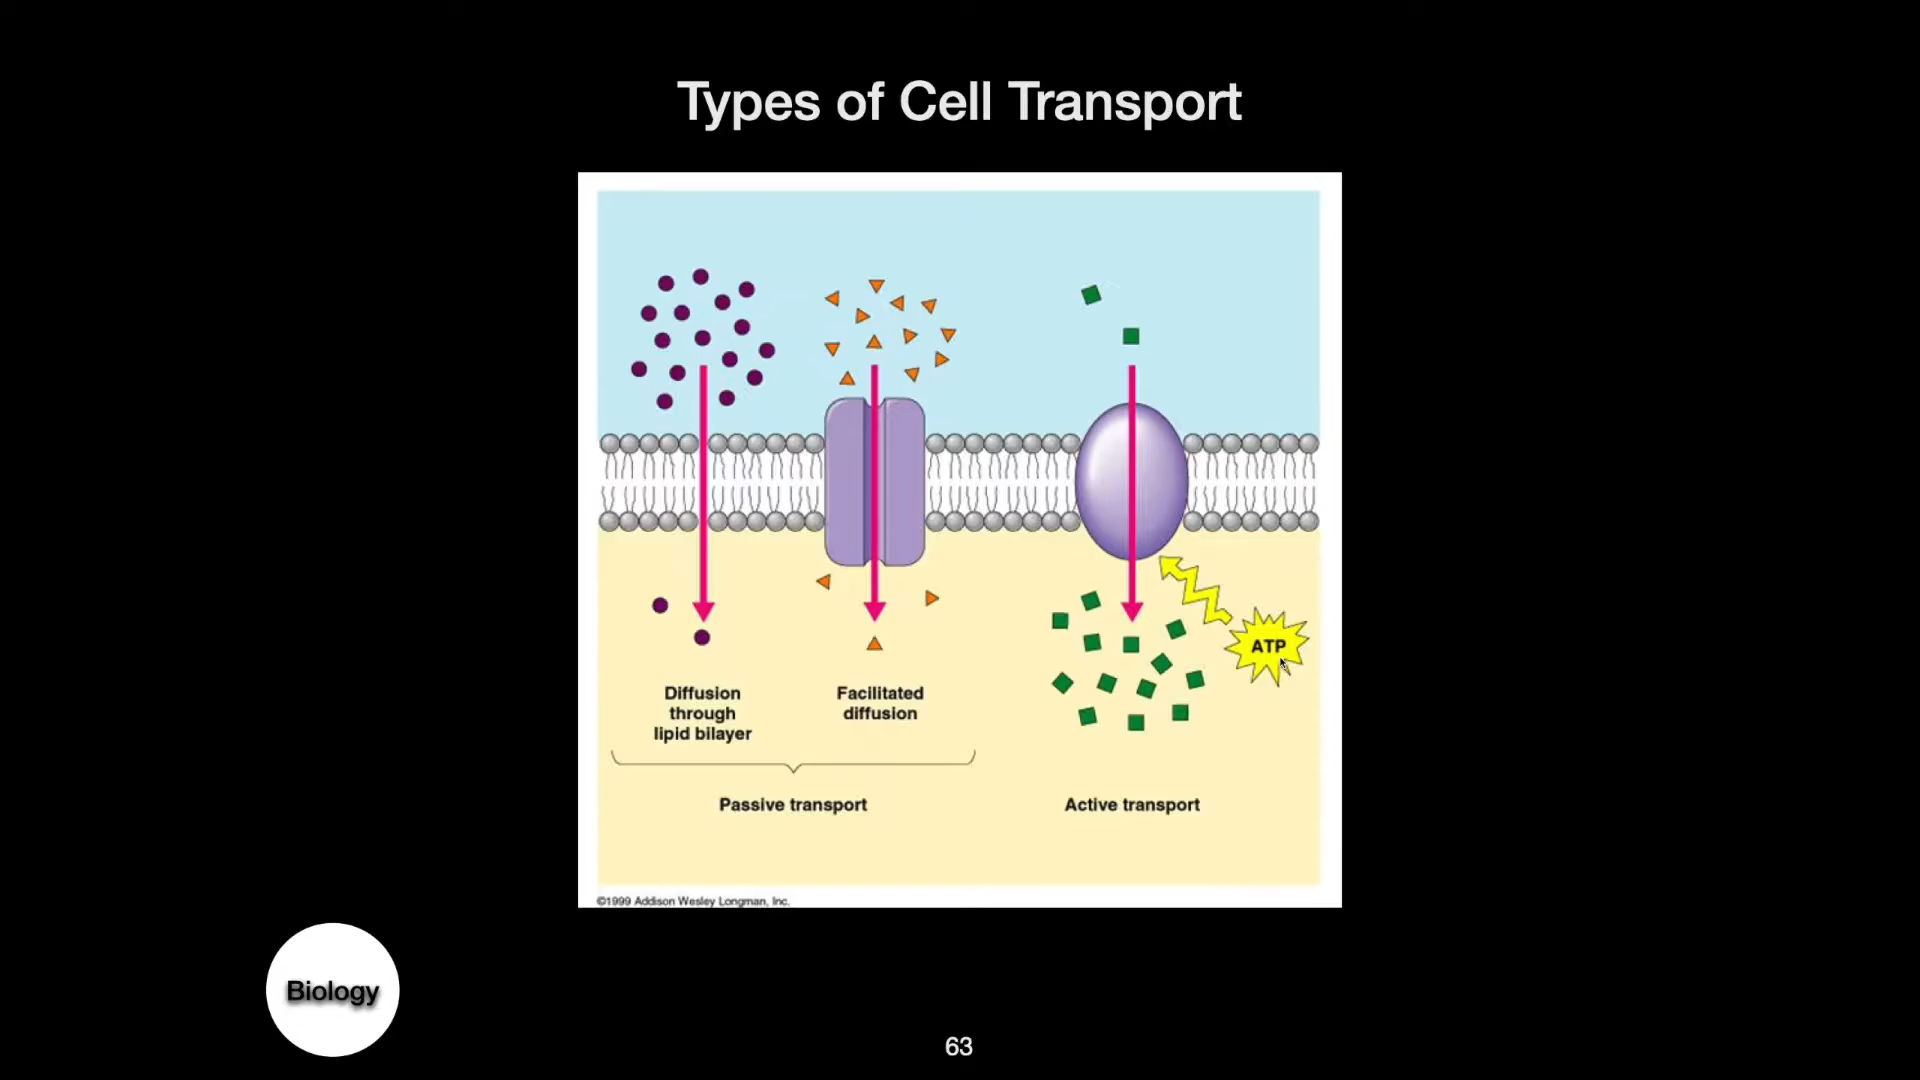 Types of Cell Transport
ATP
Diffusion
through
lipid bilayer
Facilitated
diffusion
Passive transport
Active transport
©1999 Addison Wesley Longman, Inc.
Biology
63